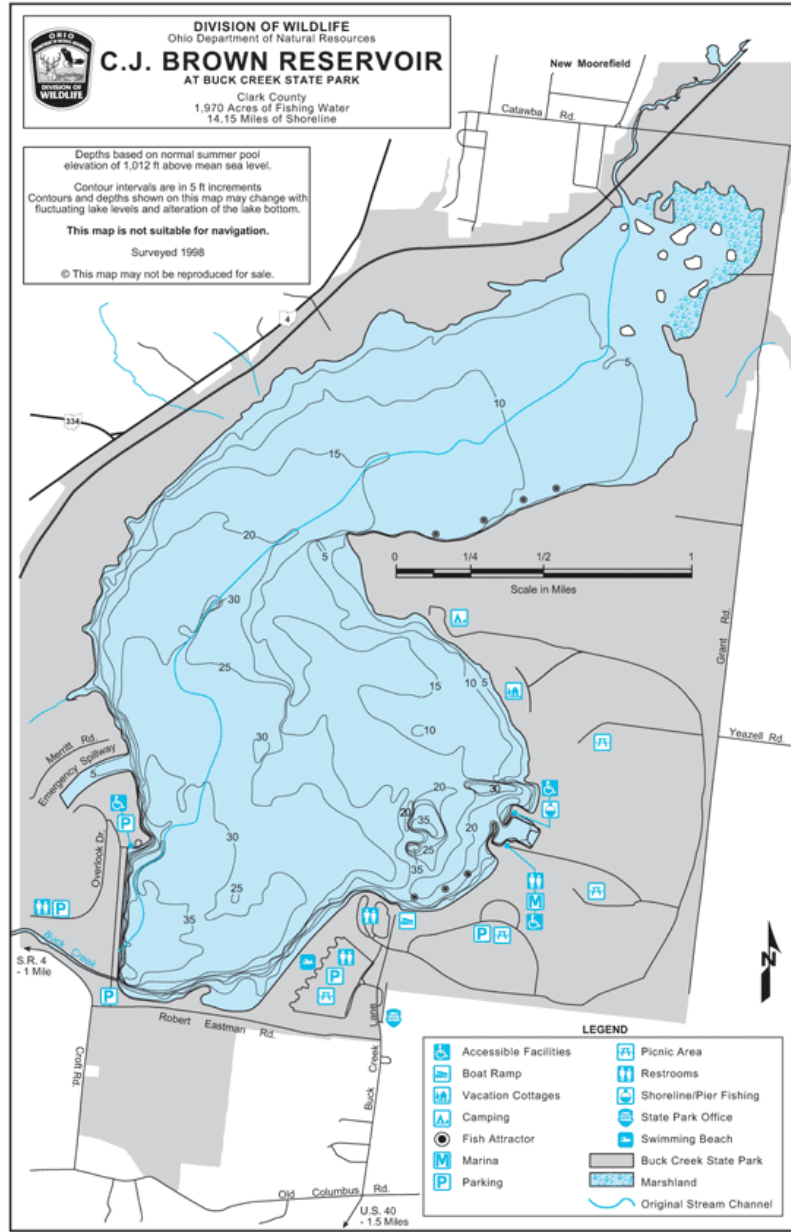 DIVISION OF WILDLIFE
Ohio Department of Natural Resources
C.J. BROWN RESERVOIR
AT BUCK CREEK STATE PARK
Clark County
1,970 Acres of Fishing Water
14.15 Miles of Shoreline
OHIO
DIVISION OF
WILDLIFE
Depths based on normal summer pool
elevation of 1,012 ft above mean sea level.
Contour intervals are in 5 ft increments
Contours and depths shown on this map may change with
fluctuating lake levels and alteration of the lake bottom.
This map is not suitable for navigation.
Surveyed 1998
© This map may not be reproduced for sale.
New Moorefield
Catawba Rd.
4
334
5
10
15
20
5
0 1/4 1/2 1
Scale in Miles
30
25
10 5
15
10
30
Grant Rd.
Yeazell Rd.
Merritt Rd.
Emergency Spillway
5
20
30
20
35
20
25
35
30
25
35
P
Overlook Dr.
P
M
P
Buck Creek
S.R. 4
- 1 Mile
P
P
Robert Eastman Rd.
Croft Rd.
Buck Creek Lane
Old Columbus Rd.
U.S. 40
- 1.5 Miles
N
LEGEND
Accessible Facilities
Boat Ramp
Vacation Cottages
Camping
Fish Attractor
M Marina
P Parking
Picnic Area
Restrooms
Shoreline/Pier Fishing
State Park Office
Swimming Beach
Buck Creek State Park
Marshland
Original Stream Channel